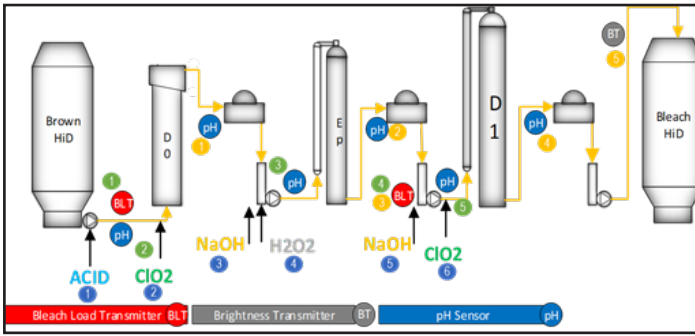 BT
5
Brown
HiD
D
0
pH
1
E
p
pH
2
D
1
pH
4
Bleach
HiD
1
BLT
pH
2
3
pH
4
3
BLT
pH
5
ACID
1
ClO2
2
NaOH
3
H2O2
4
NaOH
5
ClO2
6
Bleach Load Transmitter BLT
Brightness Transmitter BT
pH Sensor pH